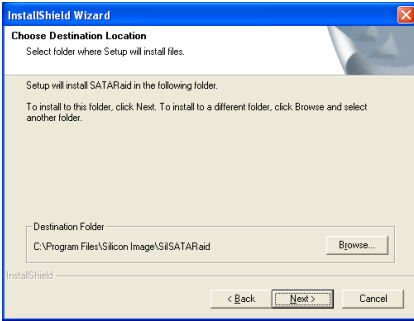 InstallShield Wizard
Choose Destination Location
Select folder where Setup will install files.
Setup will install SATARaid in the following folder.
To install to this folder, click Next. To install to a different folder, click Browse and select
another folder.
Destination Folder
C:\Program Files\Silicon Image\SiISATARaid
Browse...
InstallShield
< Back
Next >
Cancel